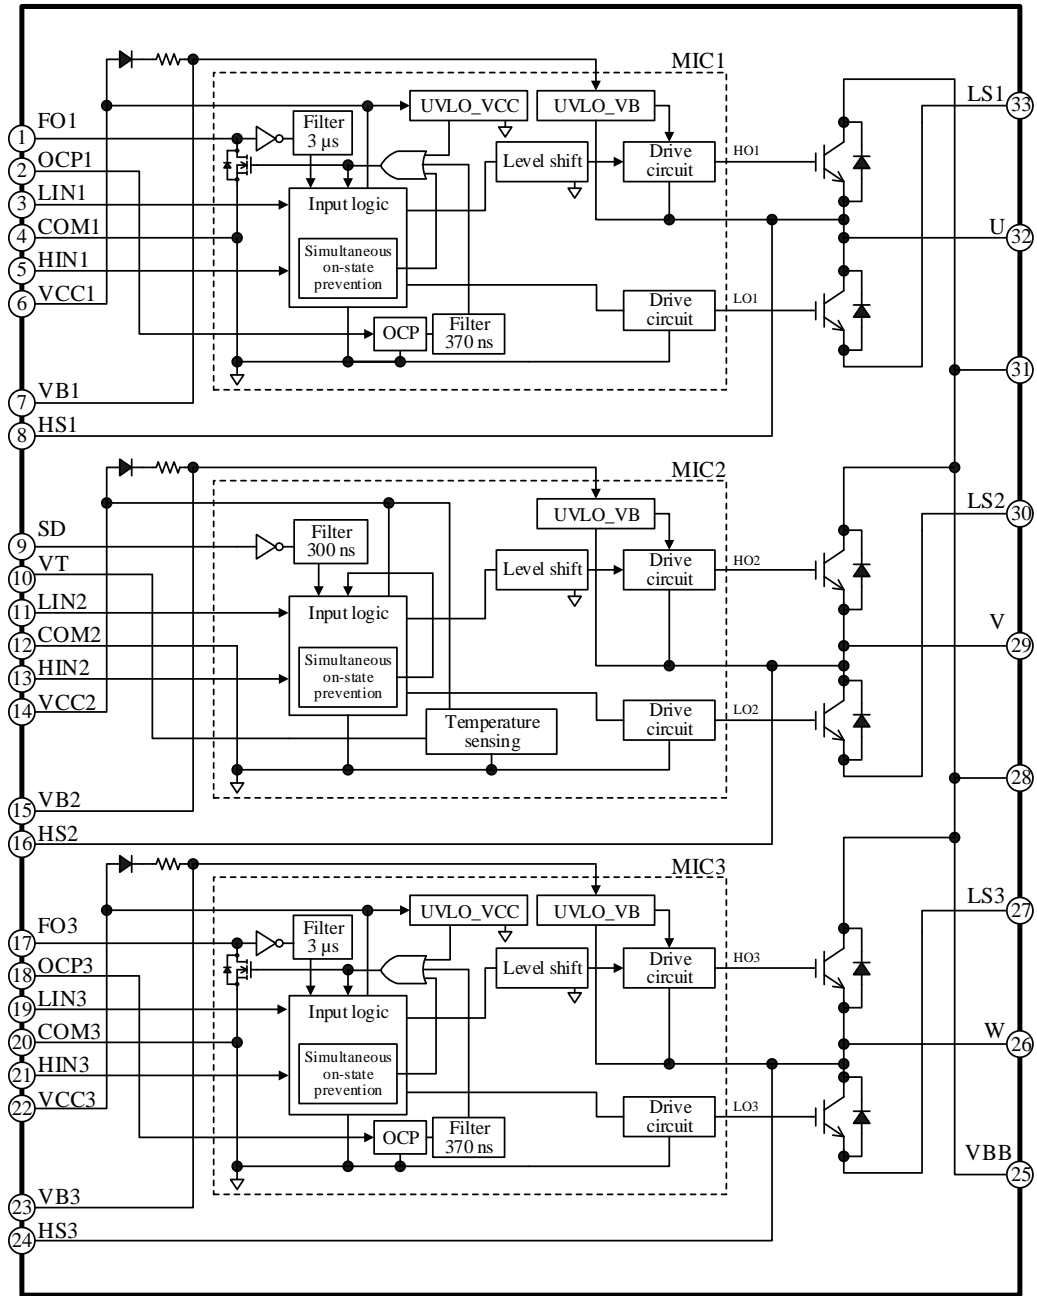 MIC1
LS1
33
FO1
1
UVLO_VCC
UVLO_VB
Filter
3 µs
OCP1
2
Level shift
Drive
circuit
HO1
LIN1
3
Input logic
COM1
4
U
32
HIN1
5
Simultaneous
on-state
prevention
VCC1
6
Drive
circuit
LO1
OCP
Filter
370 ns
31
VB1
7
HS1
8
MIC2
LS2
30
UVLO_VB
SD
9
Filter
300 ns
VT
10
Level shift
Drive
circuit
HO2
LIN2
11
Input logic
COM2
12
V
29
HIN2
13
Simultaneous
on-state
prevention
VCC2
14
Temperature
sensing
Drive
circuit
LO2
28
VB2
15
HS2
16
MIC3
LS3
27
UVLO_VCC
UVLO_VB
FO3
17
Filter
3 µs
OCP3
18
Level shift
Drive
circuit
HO3
LIN3
19
Input logic
COM3
20
W
26
HIN3
21
Simultaneous
on-state
prevention
VCC3
22
Drive
circuit
LO3
OCP
Filter
370 ns
VBB
25
VB3
23
HS3
24